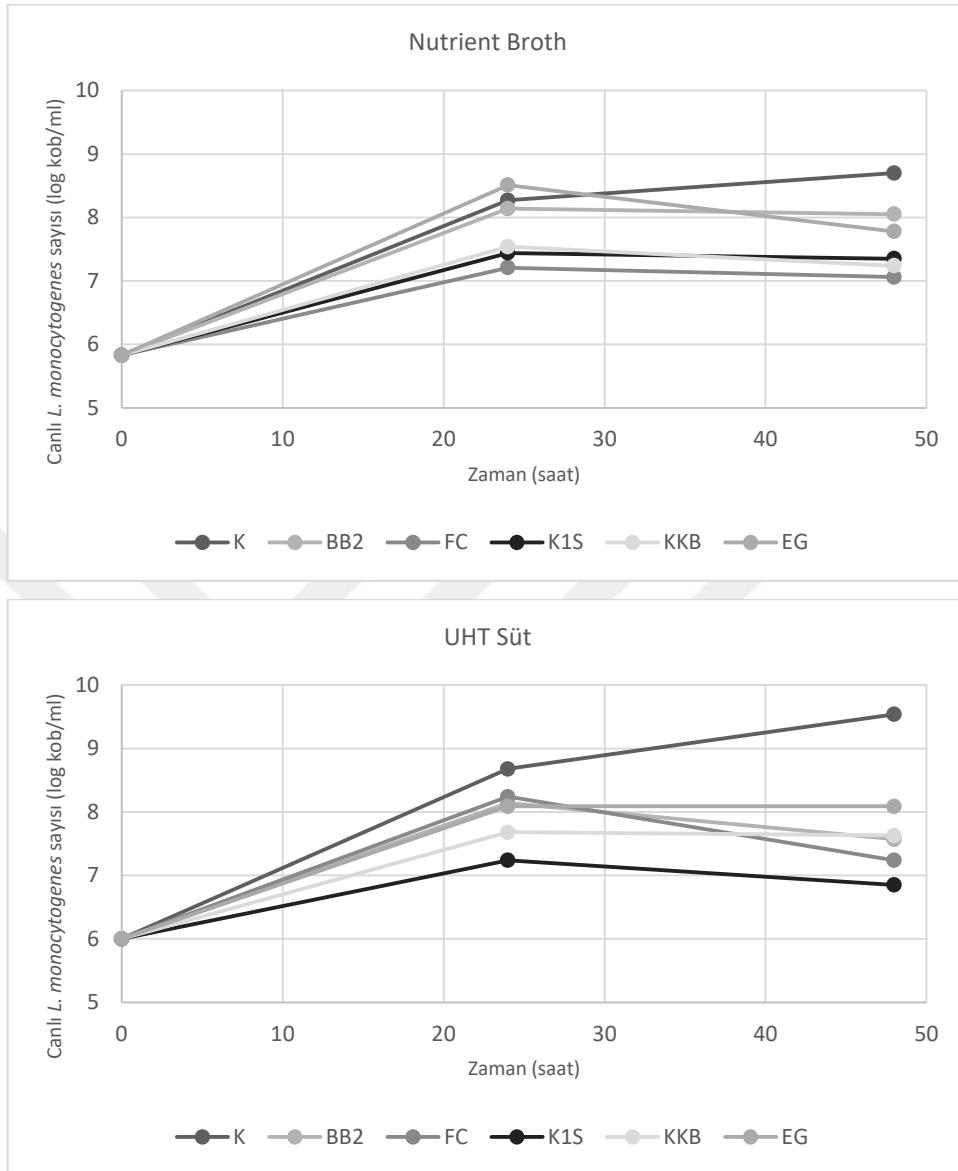 Nutrient Broth
Canlı L. monocytogenes sayısı (log kob/ml)
10
9
8
7
6
5
0 10 20 30 40 50
Zaman (saat)
K BB2 FC K1S KKB EG
UHT Süt
Canlı L. monocytogenes sayısı (log kob/ml)
10
9
8
7
6
5
0 10 20 30 40 50
Zaman (saat)
K BB2 FC K1S KKB EG